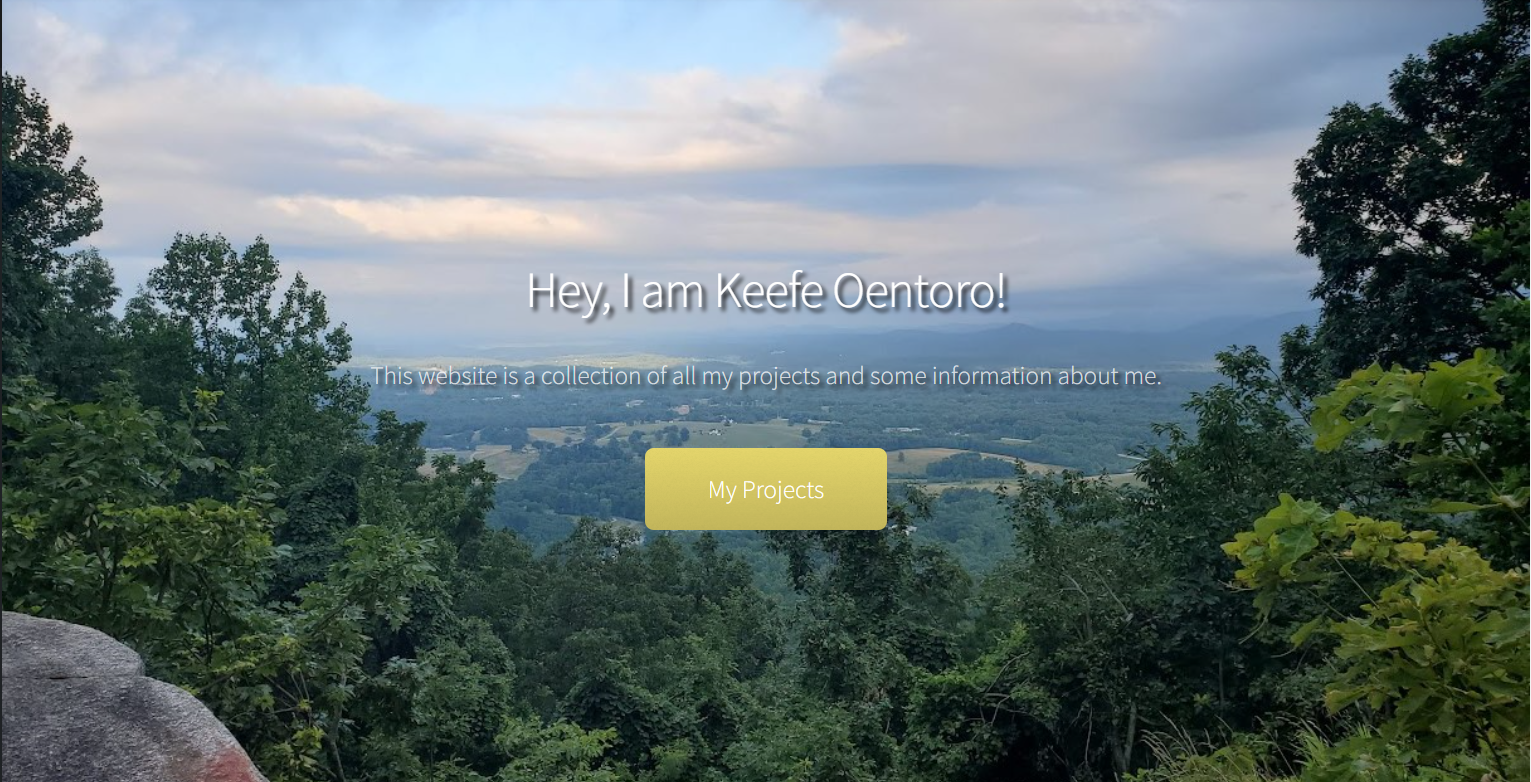 Hey, I am Keefe Oentoro!
This website is a collection of all my projects and some information about me.
My Projects